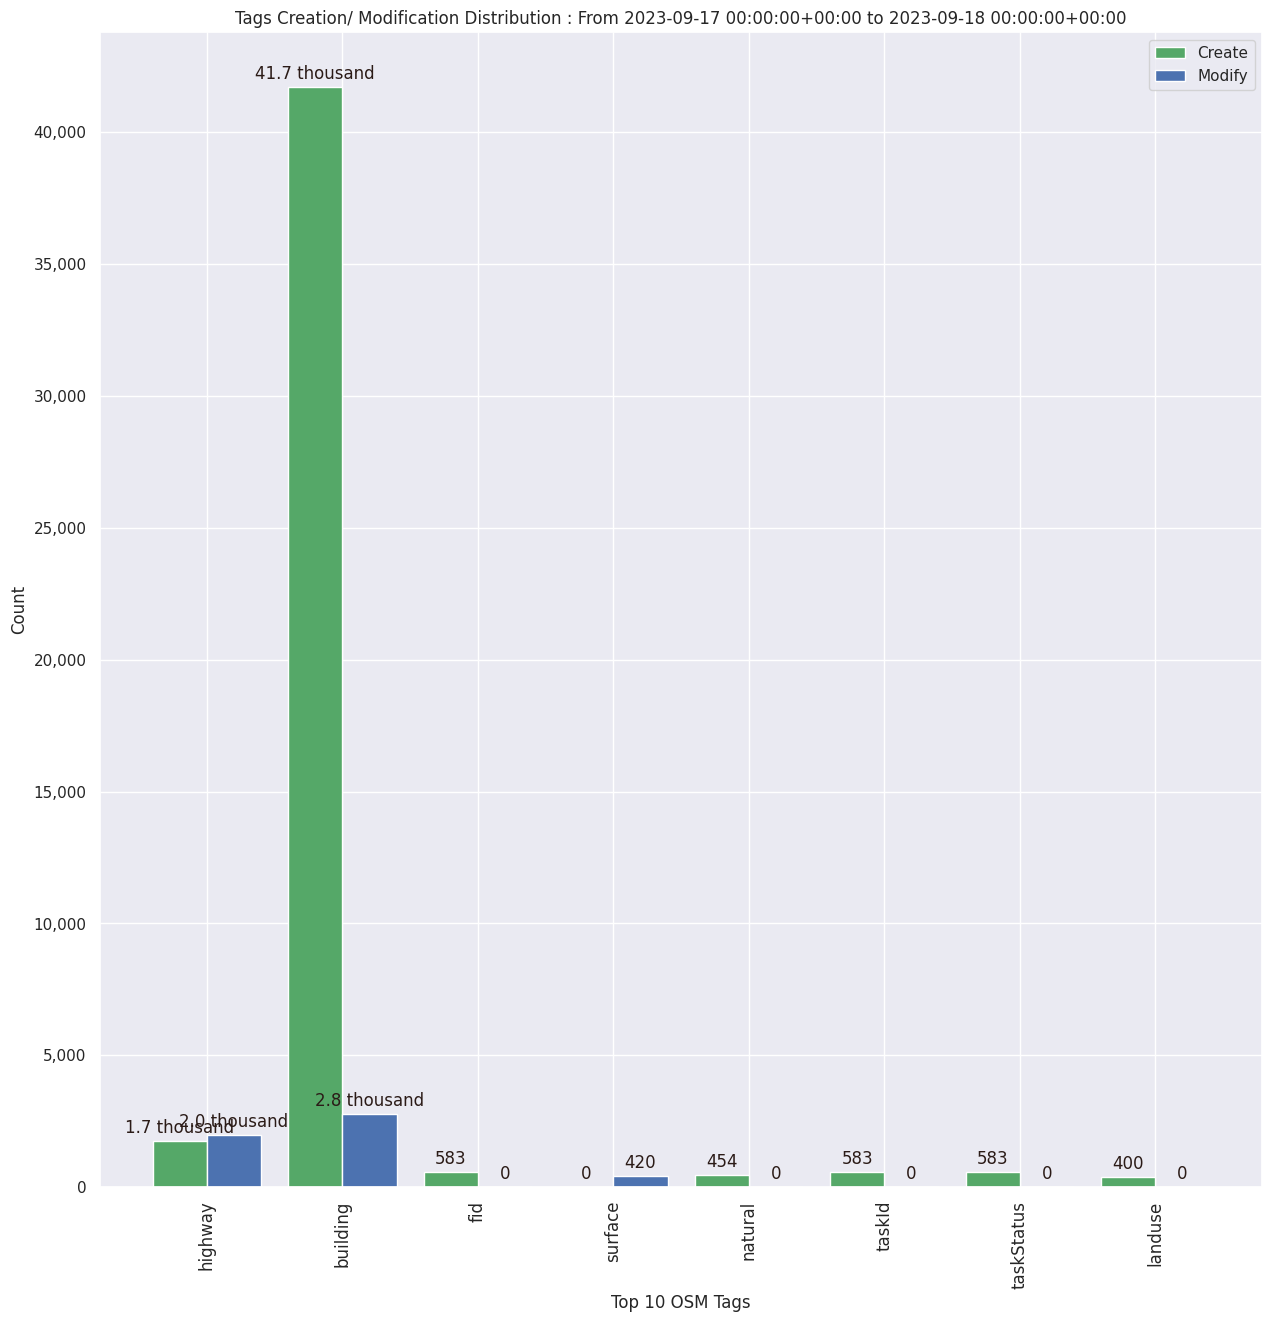 Tags Creation/ Modification Distribution : From 2023-09-17 00:00:00+00:00 to 2023-09-18 00:00:00+00:00
Create
Modify
41.7 thousand
40,000
35,000
30,000
25,000
20,000
15,000
10,000
5,000
0
Count
1.7 thousand
2.0 thousand
2.8 thousand
583
0
0
420
454
0
583
0
583
0
400
0
highway
building
fid
surface
natural
taskId
taskStatus
landuse
Top 10 OSM Tags